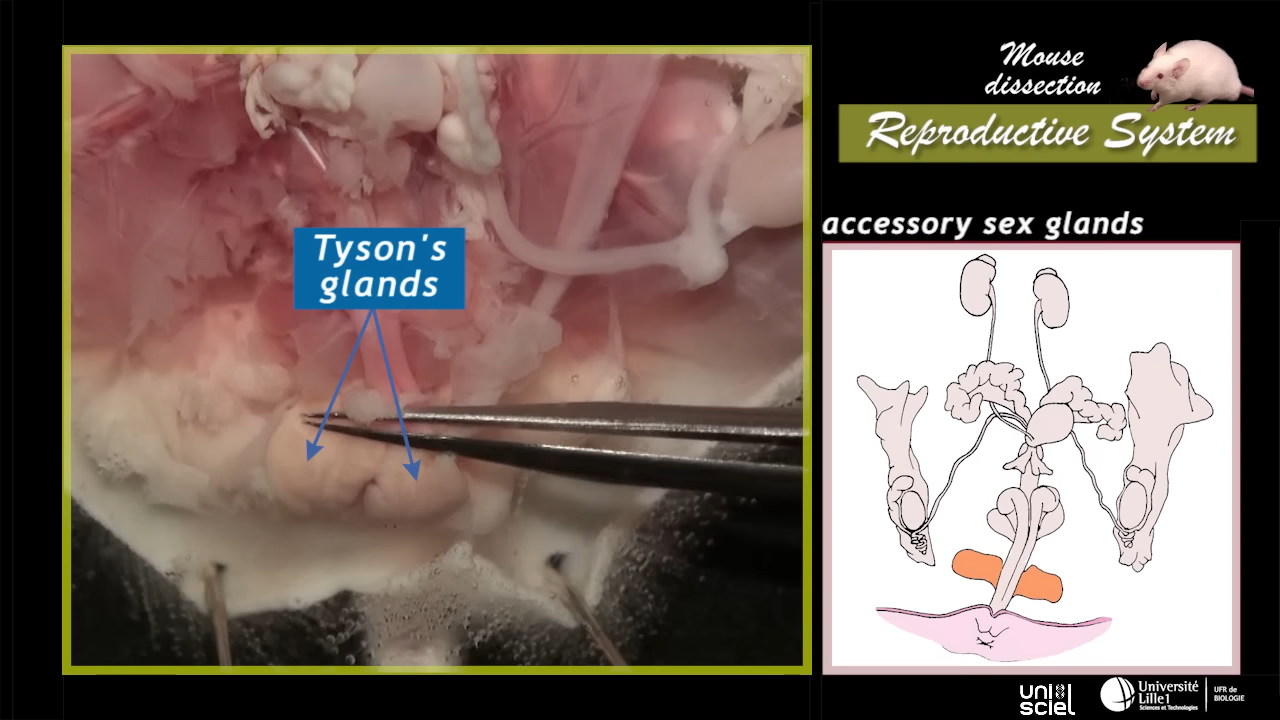 Mouse
dissection
Reproductive System
accessory sex glands
Tyson's
glands
uni
sciel
Université
Lille1
Sciences et Technologies
UFR de
BIOLOGIE